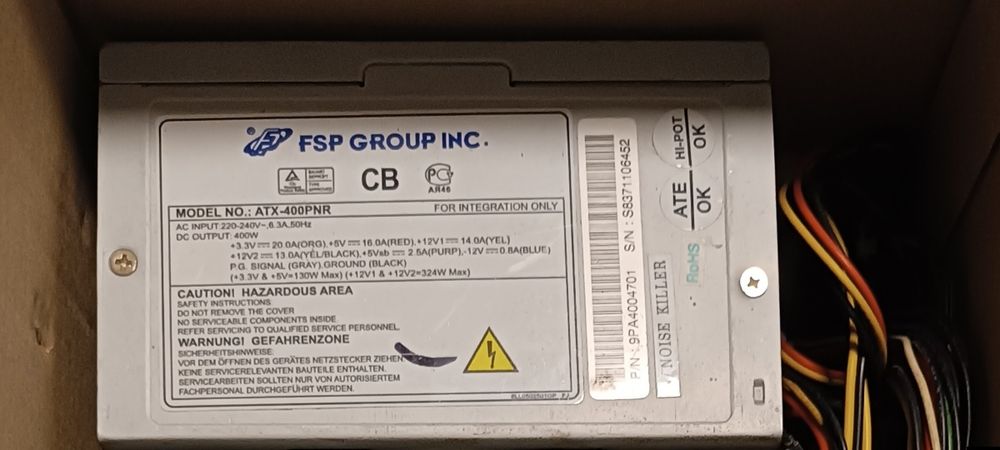 FSP GROUP INC.
CB
AR46
MODEL NO.: ATX-400PNR
FOR INTEGRATION ONLY
AC INPUT:220-240V~,6.3A,50Hz
DC OUTPUT: 400W
+3.3V⎓20.0A(ORG),+5V⎓16.0A(RED),+12V1⎓14.0A(YEL)
+12V2⎓13.0A(YEL/BLACK),+5Vsb⎓2.5A(PURP),-12V⎓0.8A(BLUE)
P.G. SIGNAL (GRAY),GROUND (BLACK)
(+3.3V & +5V=130W Max) (+12V1 & +12V2=324W Max)
CAUTION! HAZARDOUS AREA
SAFETY INSTRUCTIONS
DO NOT REMOVE THE COVER
NO SERVICEABLE COMPONENTS INSIDE
REFER SERVICING TO QUALIFIED SERVICE PERSONNEL.
WARNUNG! GEFAHRENZONE
SICHERHEITSHINWEISE:
VOR DEM ÖFFNEN DES GERÄTES NETZSTECKER ZIEHEN
KEINE SERVICERELEVANTEN BAUTEILE ENTHALTEN.
SERVICEARBEITEN SOLLTEN NUR VON AUTORISIERTEM
FACHPERSONAL DURCHGEFÜHRT WERDEN.
P/N: 9PA4004701 S/N: S8371106452
NOISE KILLER
HI-POT
OK
ATE
OK
RoHS